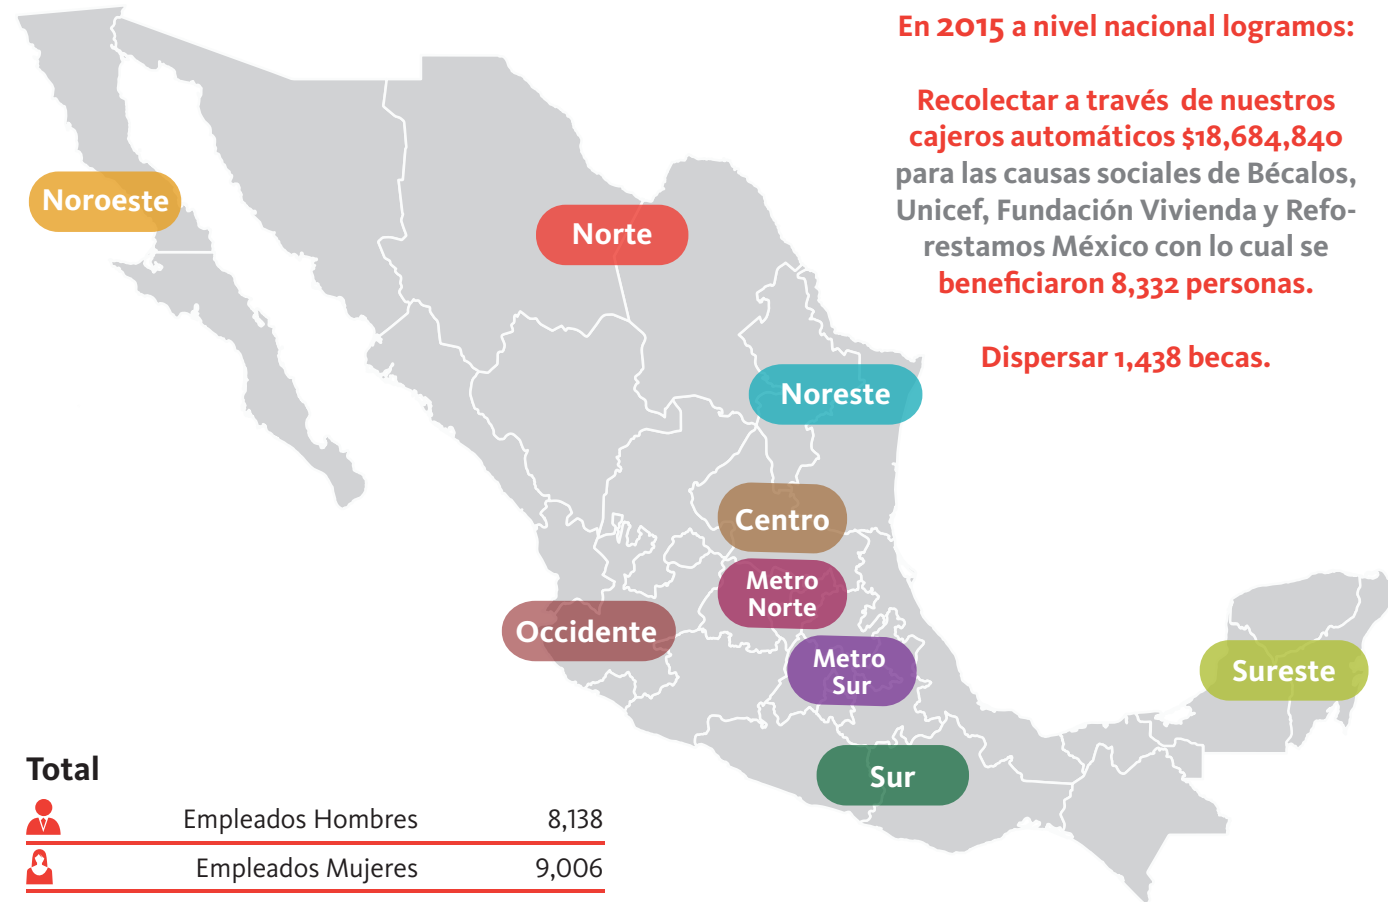 En 2015 a nivel nacional logramos:
Recolectar a través de nuestros
cajeros automáticos $18,684,840
para las causas sociales de Bécalos,
Unicef, Fundación Vivienda y Refo-
restamos México con lo cual se
beneficiaron 8,332 personas.
Dispersar 1,438 becas.
Noroeste
Norte
Noreste
Centro
Metro
Norte
Occidente
Metro
Sur
Sureste
Sur
Total
Empleados Hombres 8,138
Empleados Mujeres 9,006